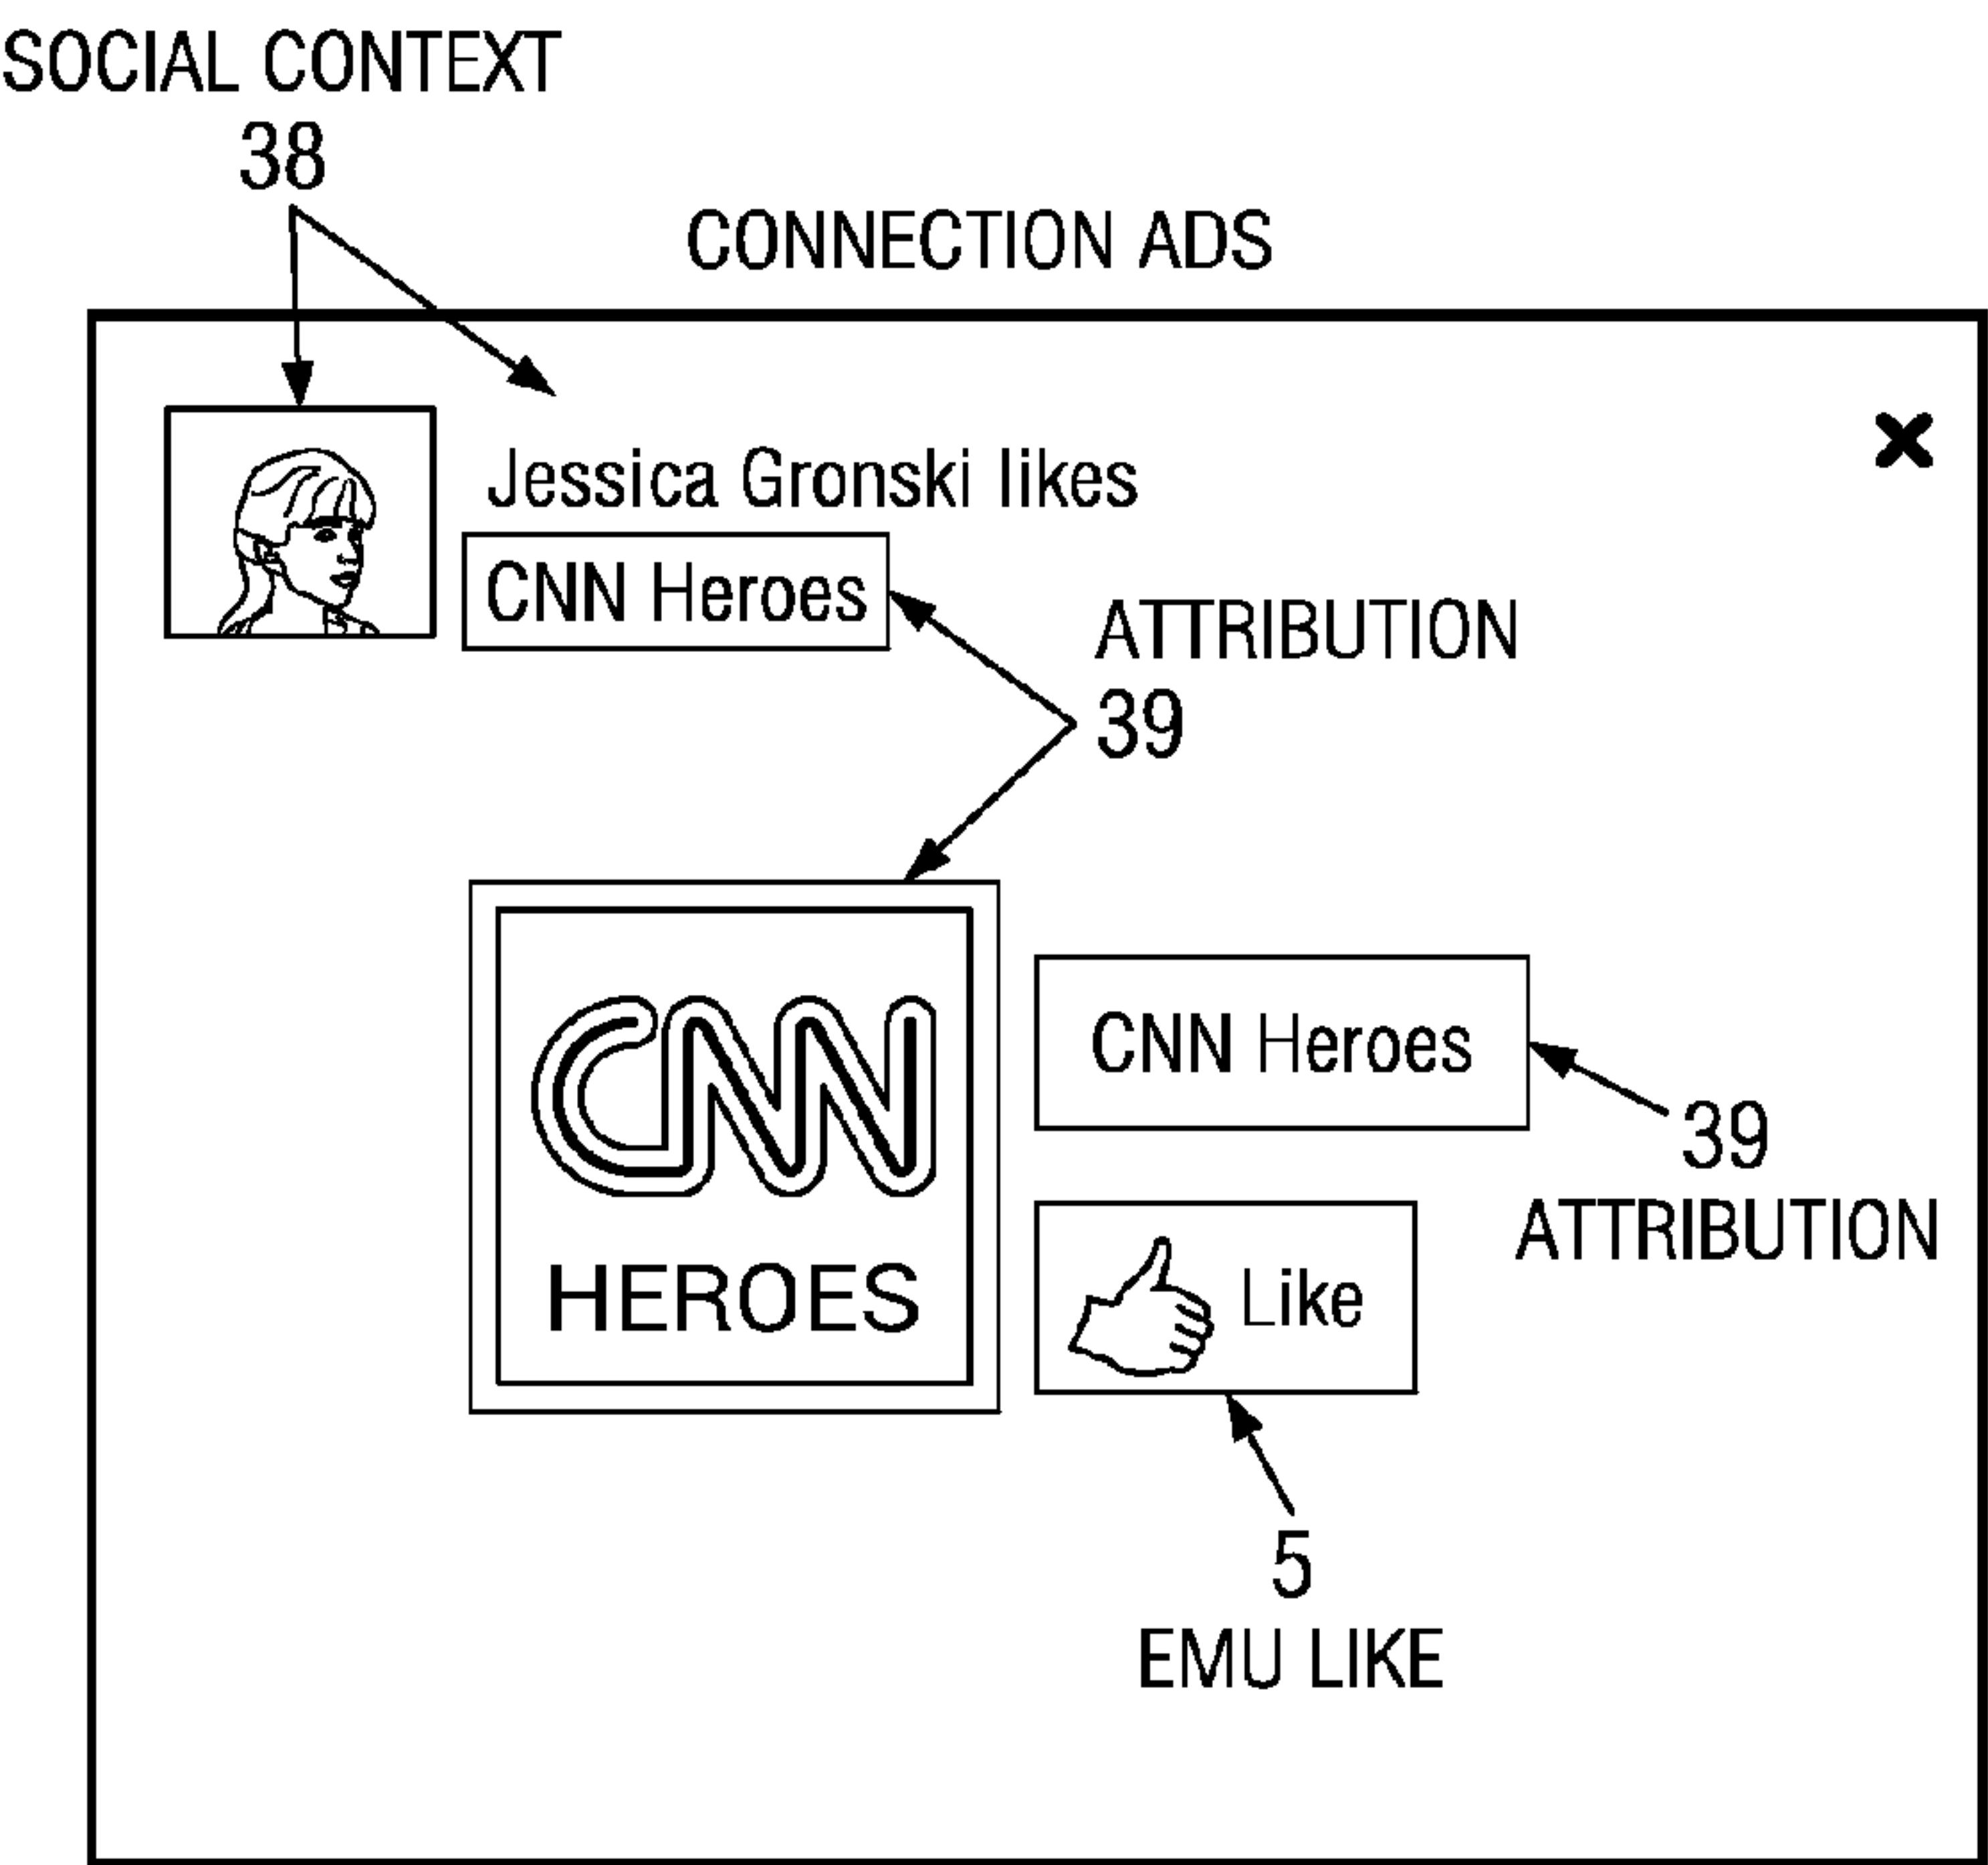 SOCIAL CONTEXT
38
CONNECTION ADS
Jessica Gronski likes
CNN Heroes
ATTRIBUTION
39
CNN
HEROES
CNN Heroes
39
ATTRIBUTION
Like
5
EMU LIKE